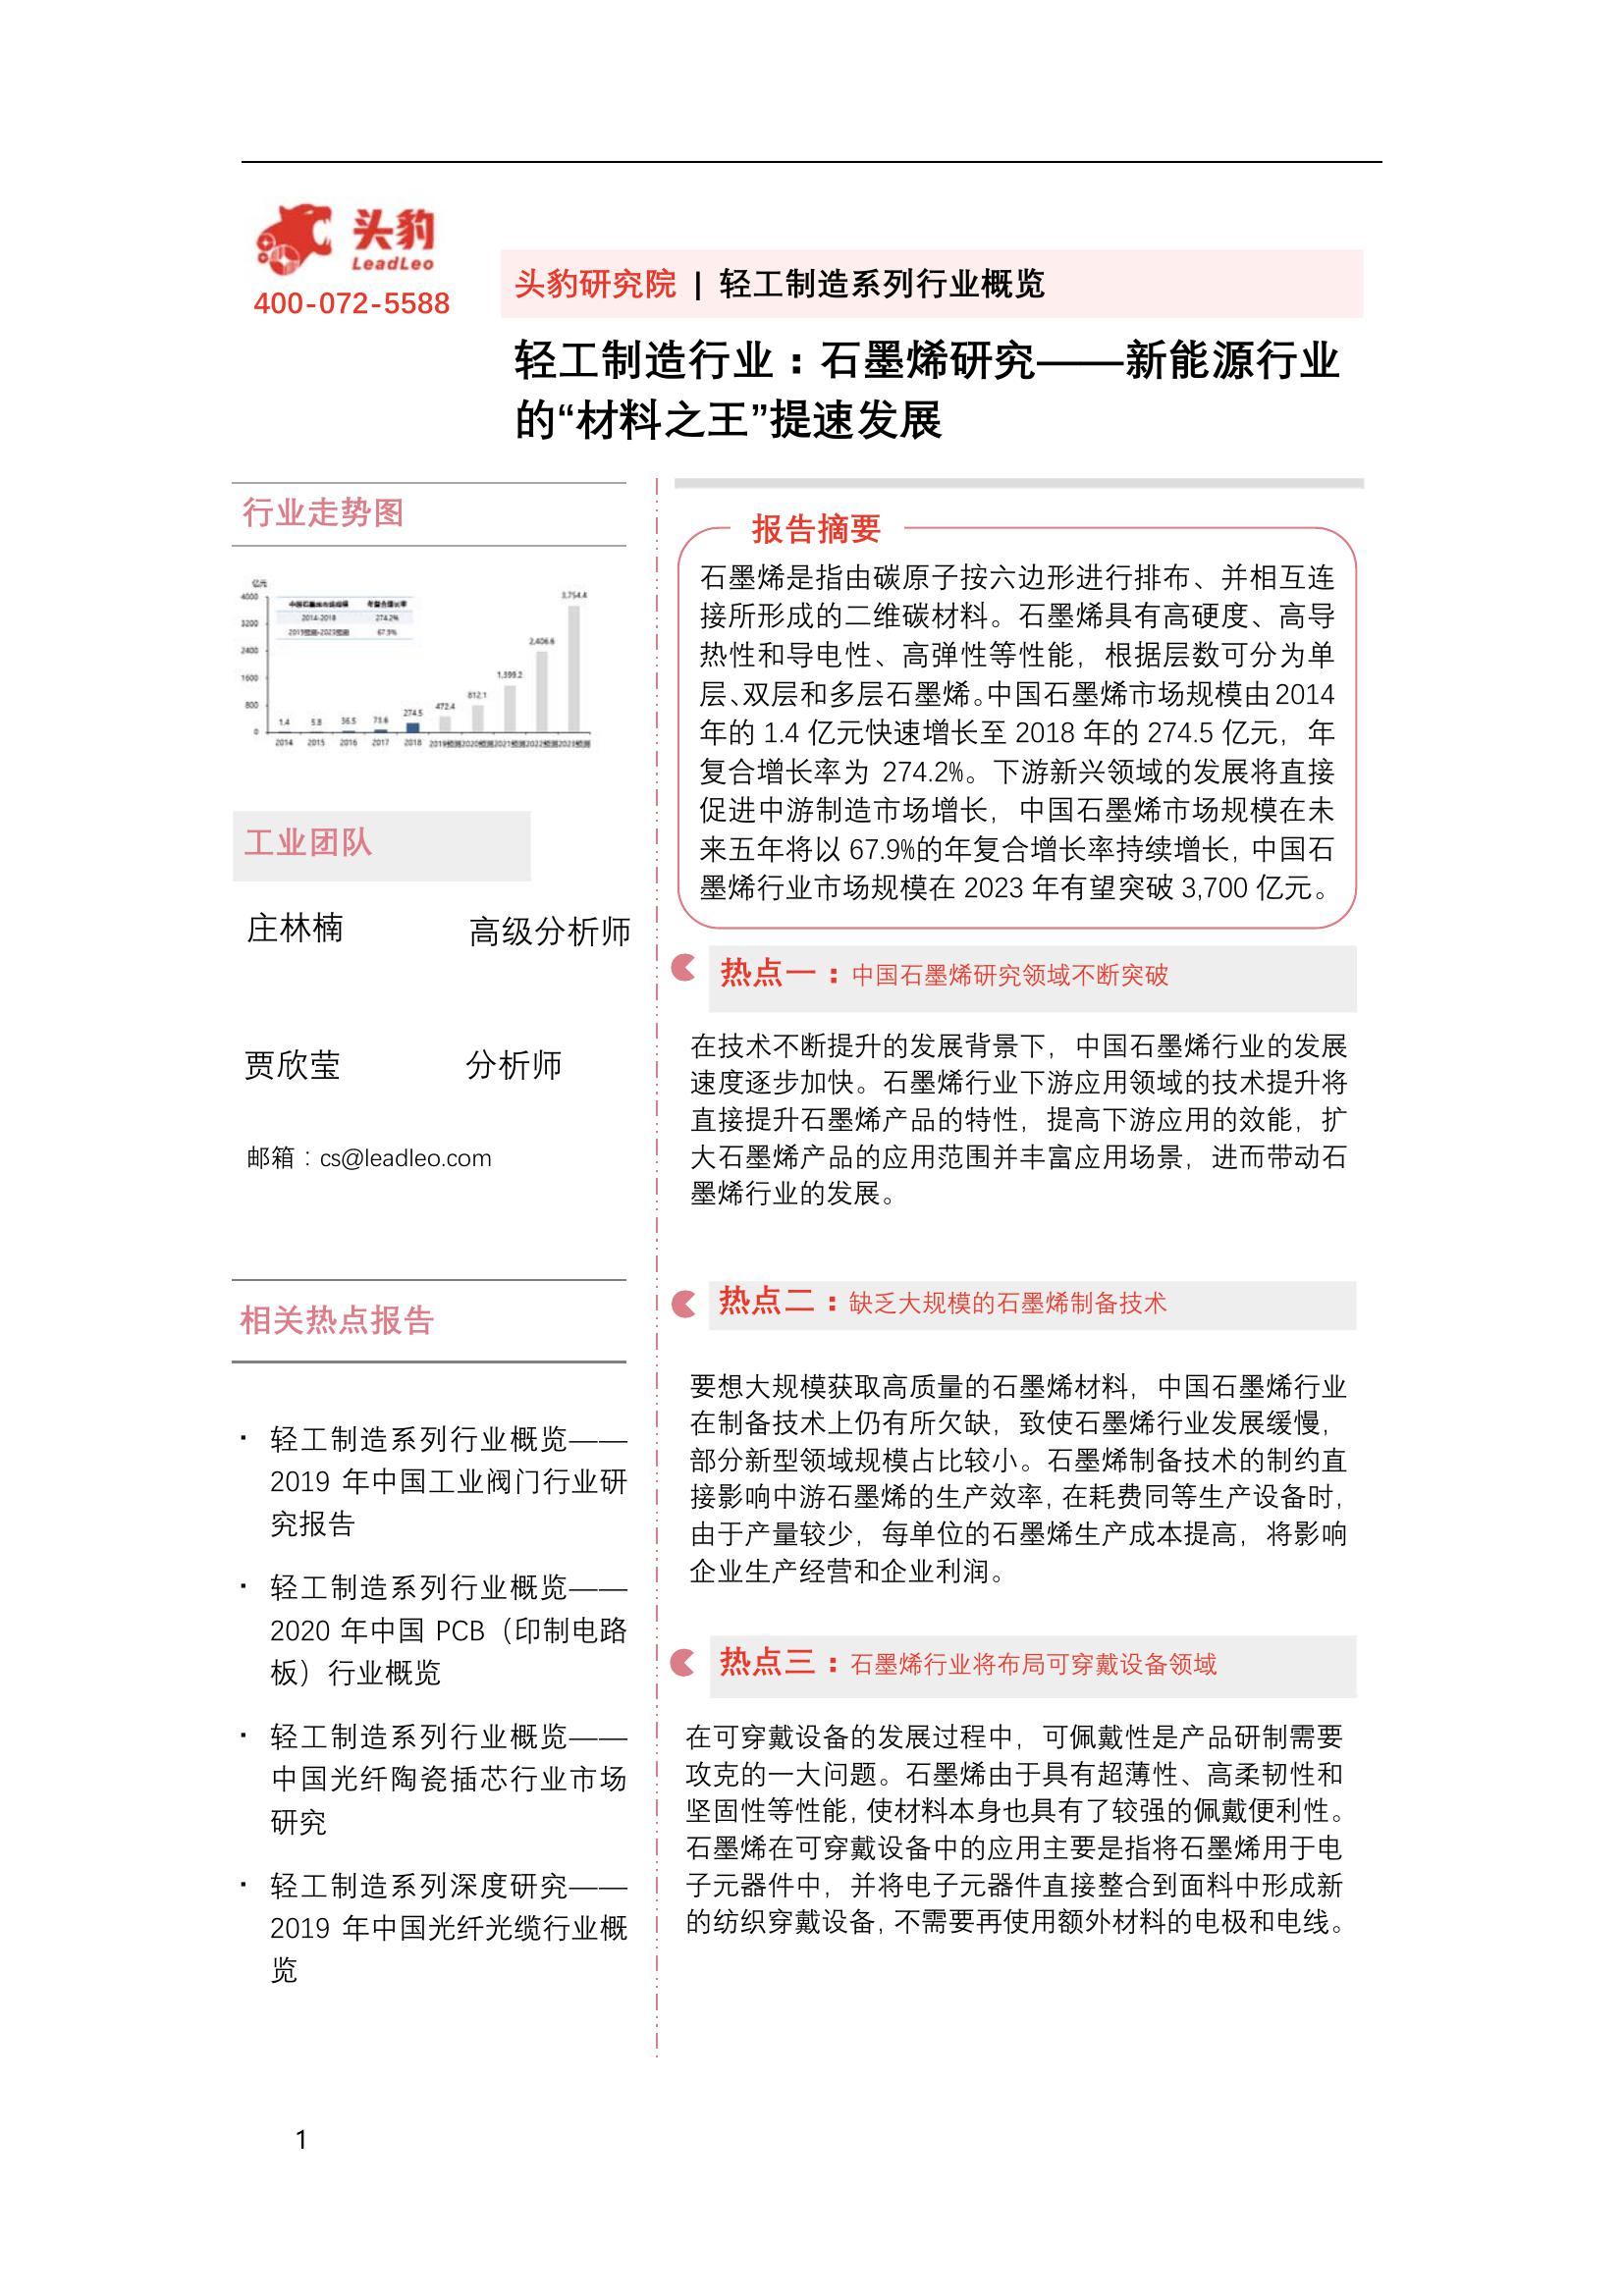 头豹
LeadLeo
400-072-5588
头豹研究院 | 轻工制造系列行业概览
轻工制造行业：石墨烯研究——新能源行业
的“材料之王”提速发展
行业走势图
亿元
中国石墨烯市场规模 年复合增长率
2014-2018 274.2%
2019预测-2023预测 67.9%
4000
3200
2400
1600
800
0
1.4
5.8
36.5
73.6
274.5
472.4
812.1
1,399.2
2,406.6
3,754.4
2014 2015 2016 2017 2018 2019预测 2020预测 2021预测 2022预测 2023预测
工业团队
庄林楠 高级分析师
贾欣莹 分析师
邮箱：cs@leadleo.com
相关热点报告
· 轻工制造系列行业概览——
2019 年中国工业阀门行业研
究报告
· 轻工制造系列行业概览——
2020 年中国 PCB（印制电路
板）行业概览
· 轻工制造系列行业概览——
中国光纤陶瓷插芯行业市场
研究
· 轻工制造系列深度研究——
2019 年中国光纤光缆行业概
览
报告摘要
石墨烯是指由碳原子按六边形进行排布、并相互连
接所形成的二维碳材料。石墨烯具有高硬度、高导
热性和导电性、高弹性等性能，根据层数可分为单
层、双层和多层石墨烯。中国石墨烯市场规模由 2014
年的 1.4 亿元快速增长至 2018 年的 274.5 亿元，年
复合增长率为 274.2%。下游新兴领域的发展将直接
促进中游制造市场增长，中国石墨烯市场规模在未
来五年将以 67.9%的年复合增长率持续增长，中国石
墨烯行业市场规模在 2023 年有望突破 3,700 亿元。
热点一：中国石墨烯研究领域不断突破
在技术不断提升的发展背景下，中国石墨烯行业的发展
速度逐步加快。石墨烯行业下游应用领域的技术提升将
直接提升石墨烯产品的特性，提高下游应用的效能，扩
大石墨烯产品的应用范围并丰富应用场景，进而带动石
墨烯行业的发展。
热点二：缺乏大规模的石墨烯制备技术
要想大规模获取高质量的石墨烯材料，中国石墨烯行业
在制备技术上仍有所欠缺，致使石墨烯行业发展缓慢，
部分新型领域规模占比较小。石墨烯制备技术的制约直
接影响中游石墨烯的生产效率，在耗费同等生产设备时，
由于产量较少，每单位的石墨烯生产成本提高，将影响
企业生产经营和企业利润。
热点三：石墨烯行业将布局可穿戴设备领域
在可穿戴设备的发展过程中，可佩戴性是产品研制需要
攻克的一大问题。石墨烯由于具有超薄性、高柔韧性和
坚固性等性能，使材料本身也具有了较强的佩戴便利性。
石墨烯在可穿戴设备中的应用主要是指将石墨烯用于电
子元器件中，并将电子元器件直接整合到面料中形成新
的纺织穿戴设备，不需要再使用额外材料的电极和电线。
1